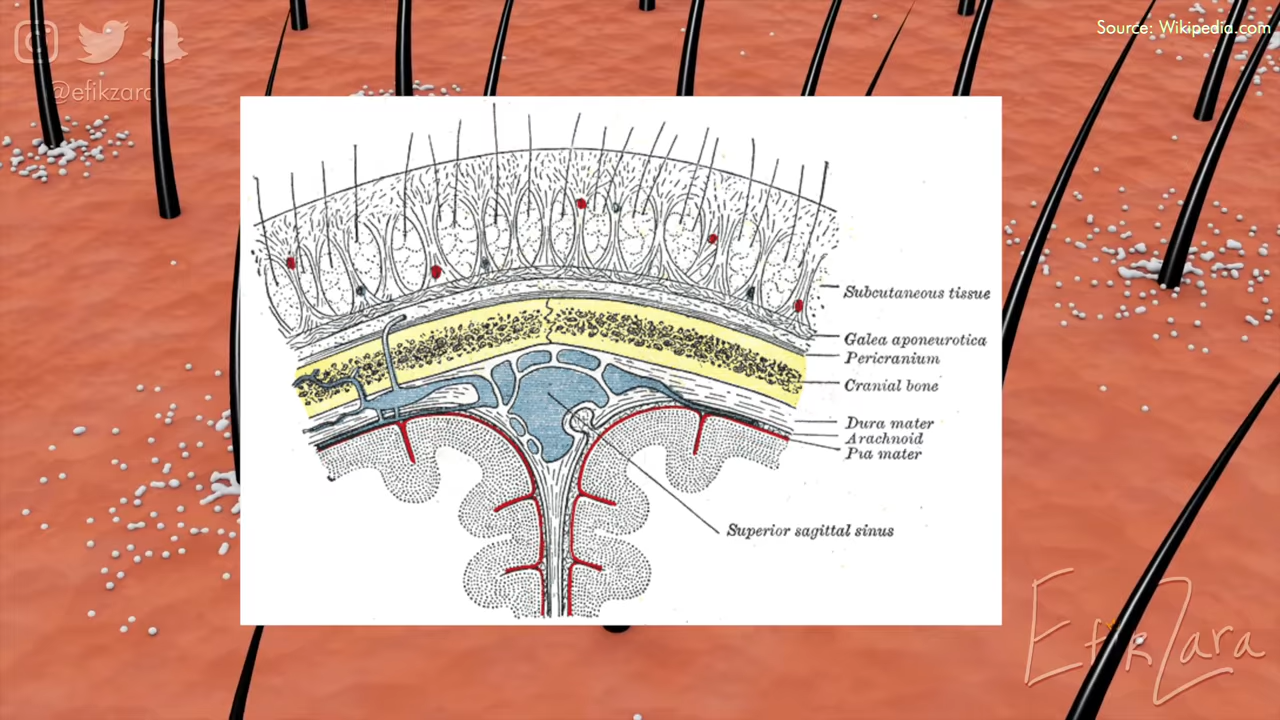 Source: Wikipedia.com
@efikzara
Subcutaneous tissue
Galea aponeurotica
Pericranium
Cranial bone
Dura mater
Arachnoid
Pia mater
Superior sagittal sinus
EfikZara